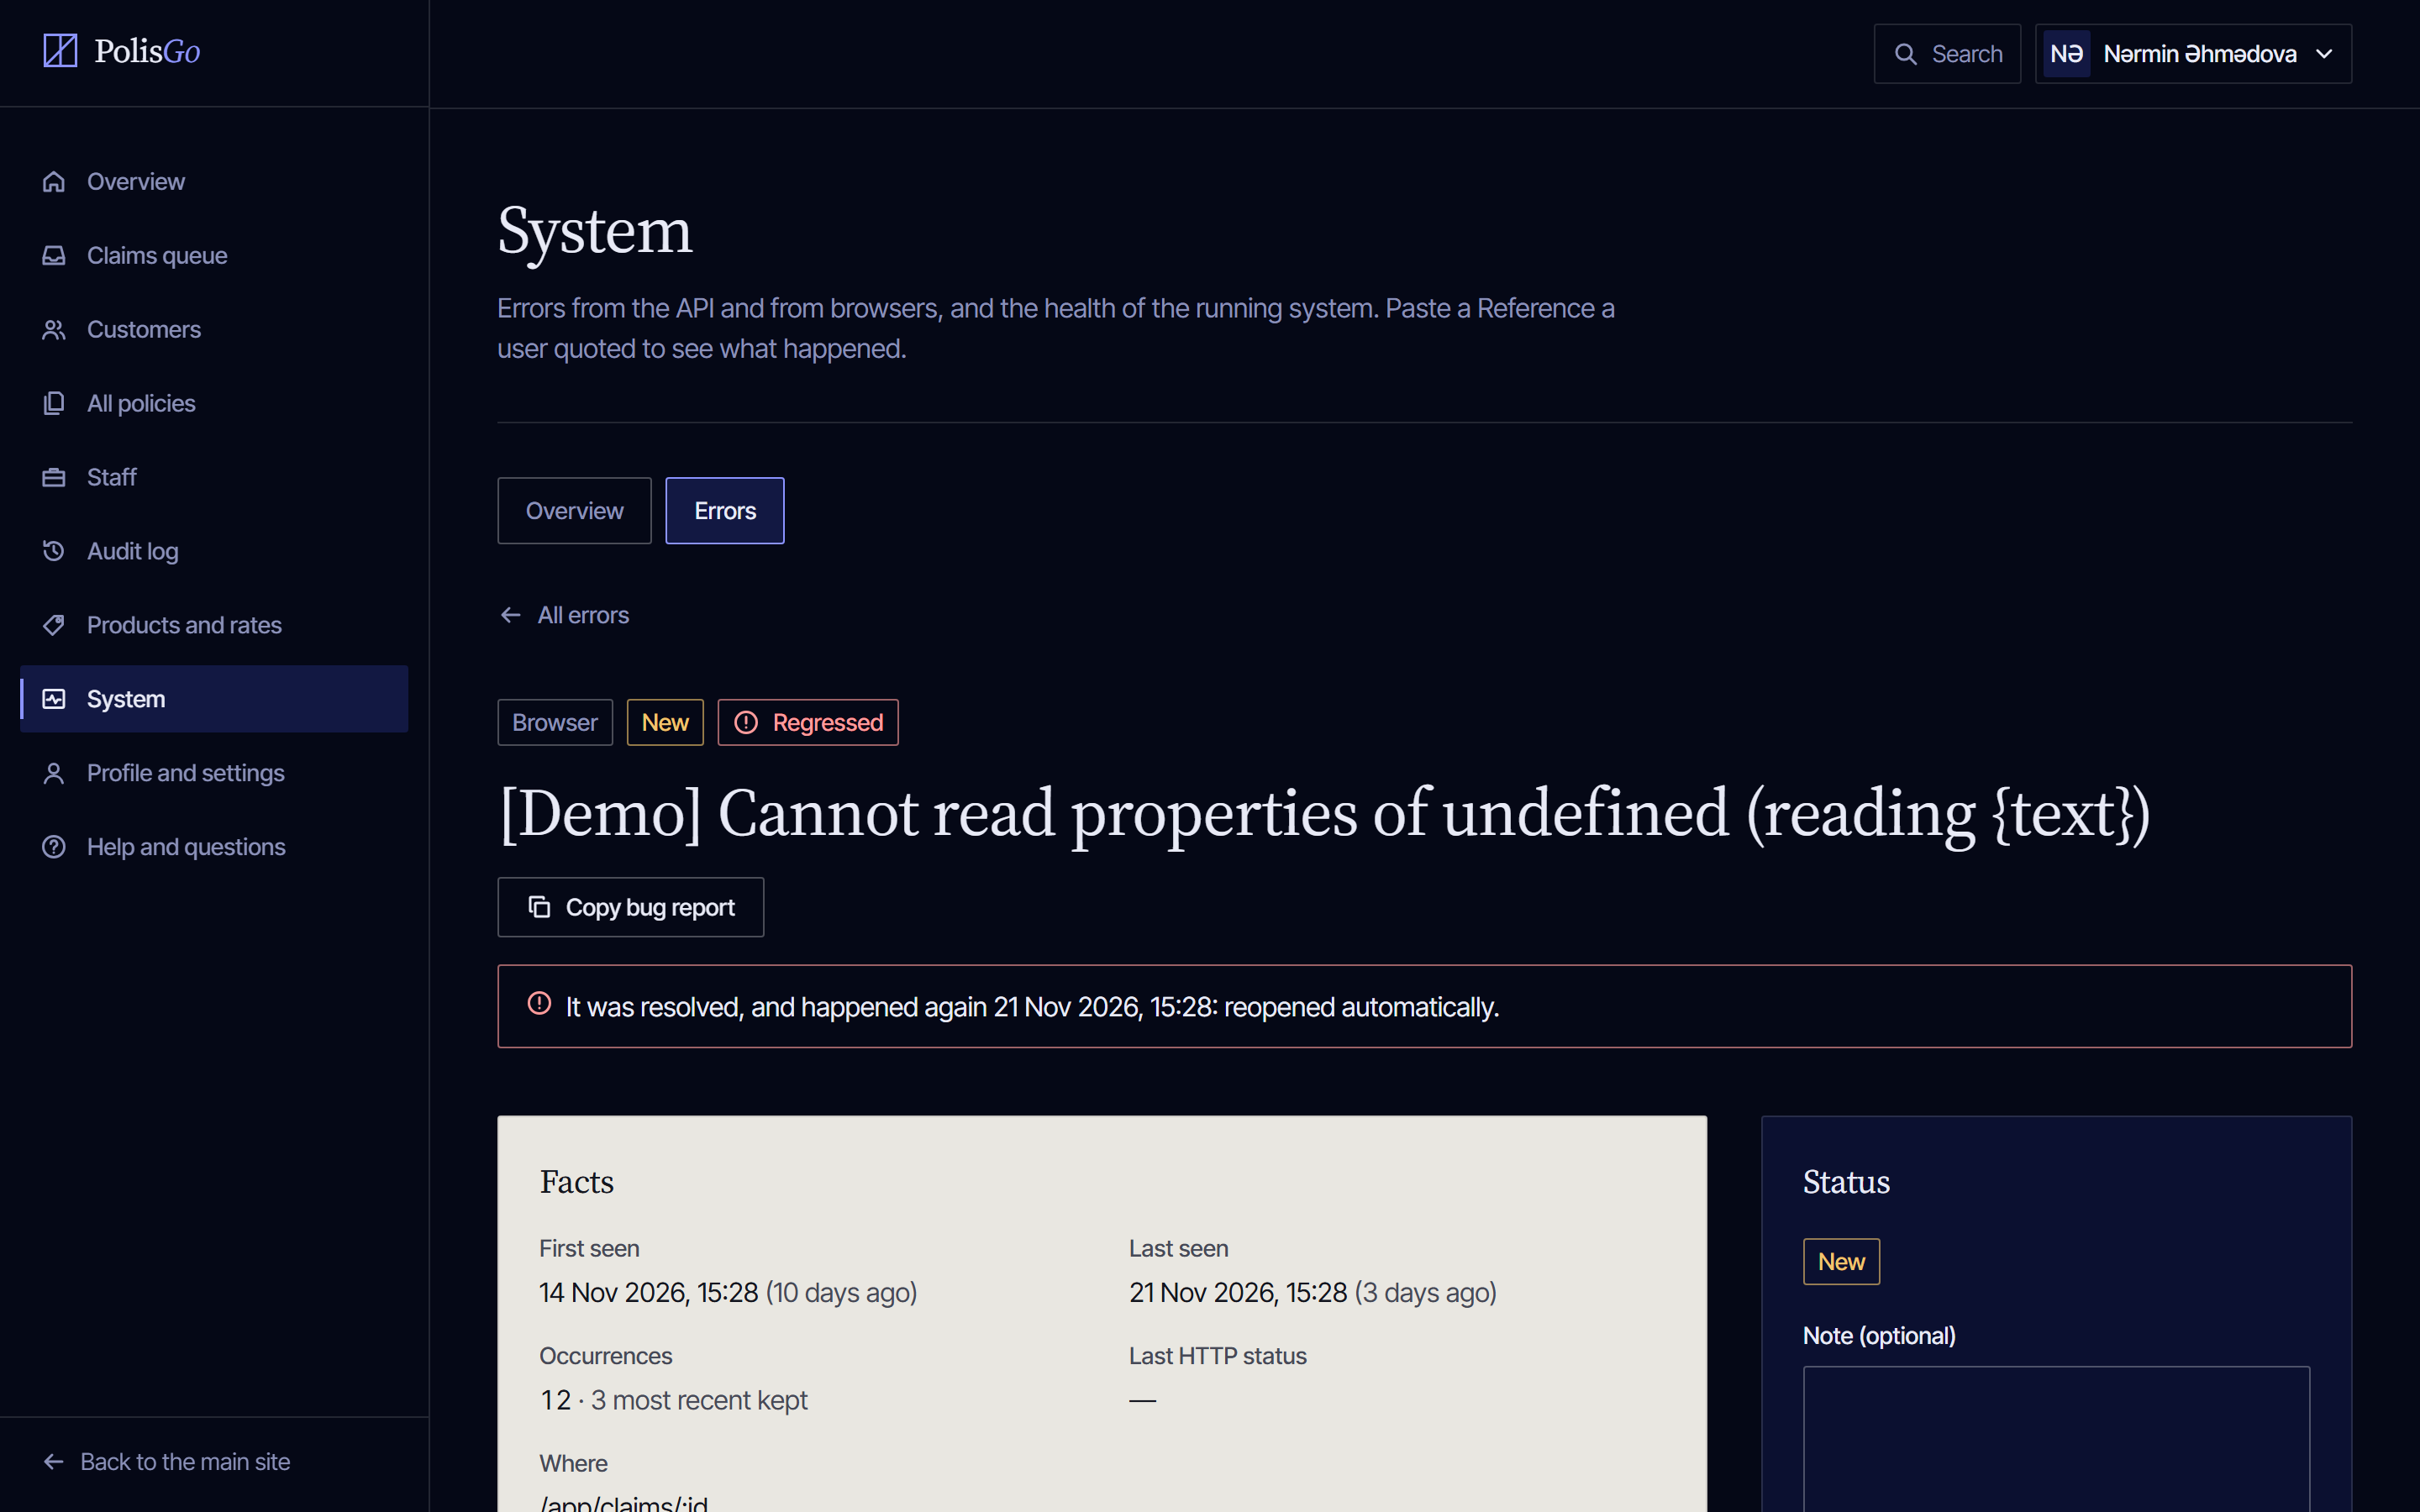 PolisGo
Search
NƏ Nərmin Əhmədova
Overview
Claims queue
Customers
All policies
Staff
Audit log
Products and rates
System
Profile and settings
Help and questions
Back to the main site
System
Errors from the API and from browsers, and the health of the running system. Paste a Reference a
user quoted to see what happened.
Overview
Errors
All errors
Browser
New
Regressed
[Demo] Cannot read properties of undefined (reading {text})
Copy bug report
It was resolved, and happened again 21 Nov 2026, 15:28: reopened automatically.
Facts
First seen
14 Nov 2026, 15:28 (10 days ago)
Last seen
21 Nov 2026, 15:28 (3 days ago)
Occurrences
12 · 3 most recent kept
Last HTTP status
—
Where
/app/claims/:id
Status
New
Note (optional)